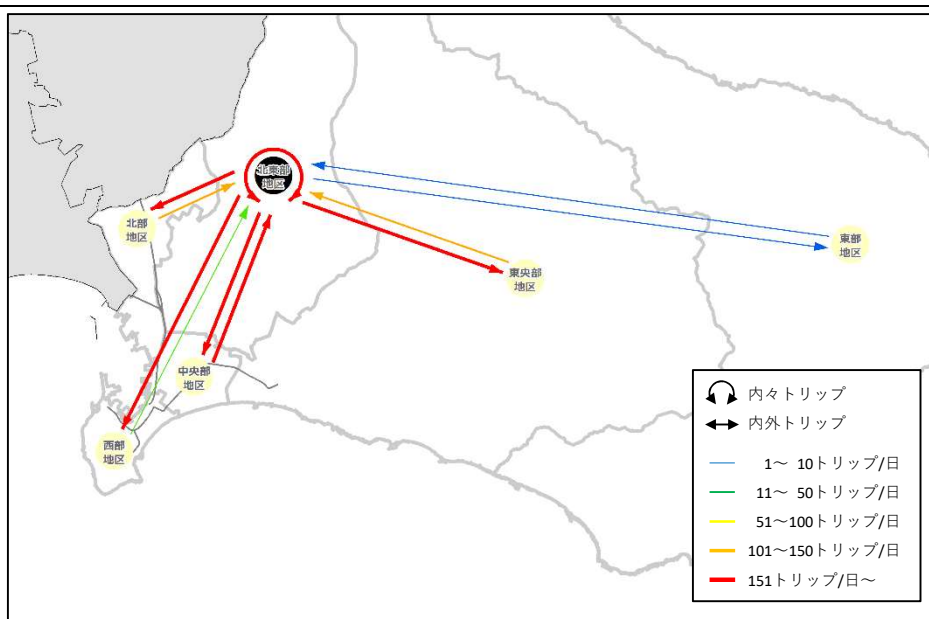 北東部
地区
北部
地区
東部
地区
東央部
地区
中央部
地区
西部
地区
内々トリップ
内外トリップ
1～ 10トリップ/日
11～ 50トリップ/日
51～100トリップ/日
101～150トリップ/日
151トリップ/日～